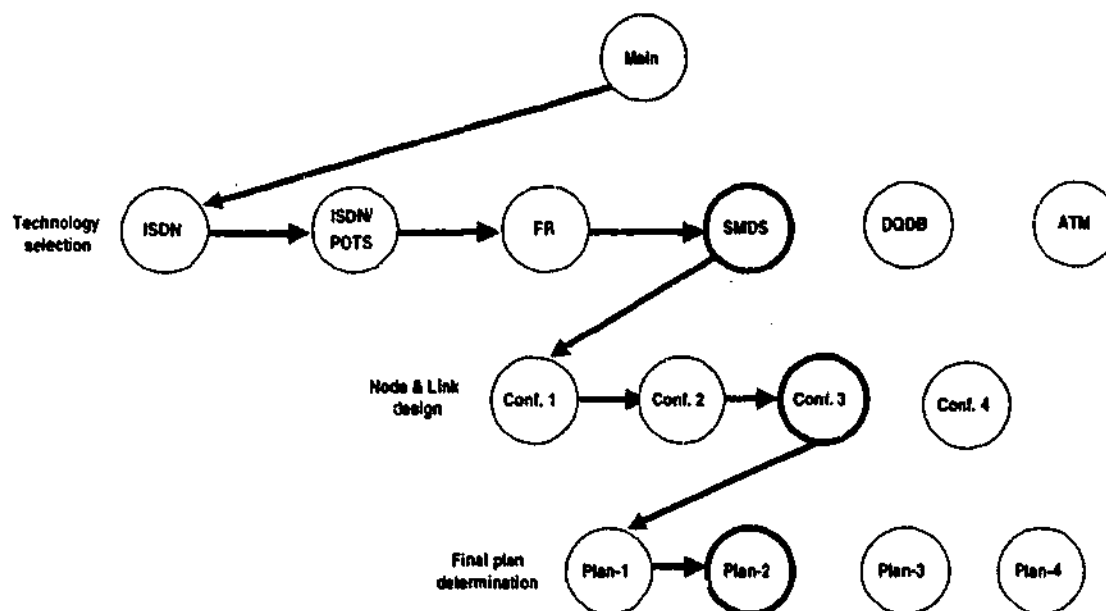 Main
Technology
selection
ISDN
ISDN/
POTS
FR
SMDS
DQDB
ATM
Node & Link
design
Conf. 1
Conf. 2
Conf. 3
Conf. 4
Final plan
determination
Plan-1
Plan-2
Plan-3
Plan-4